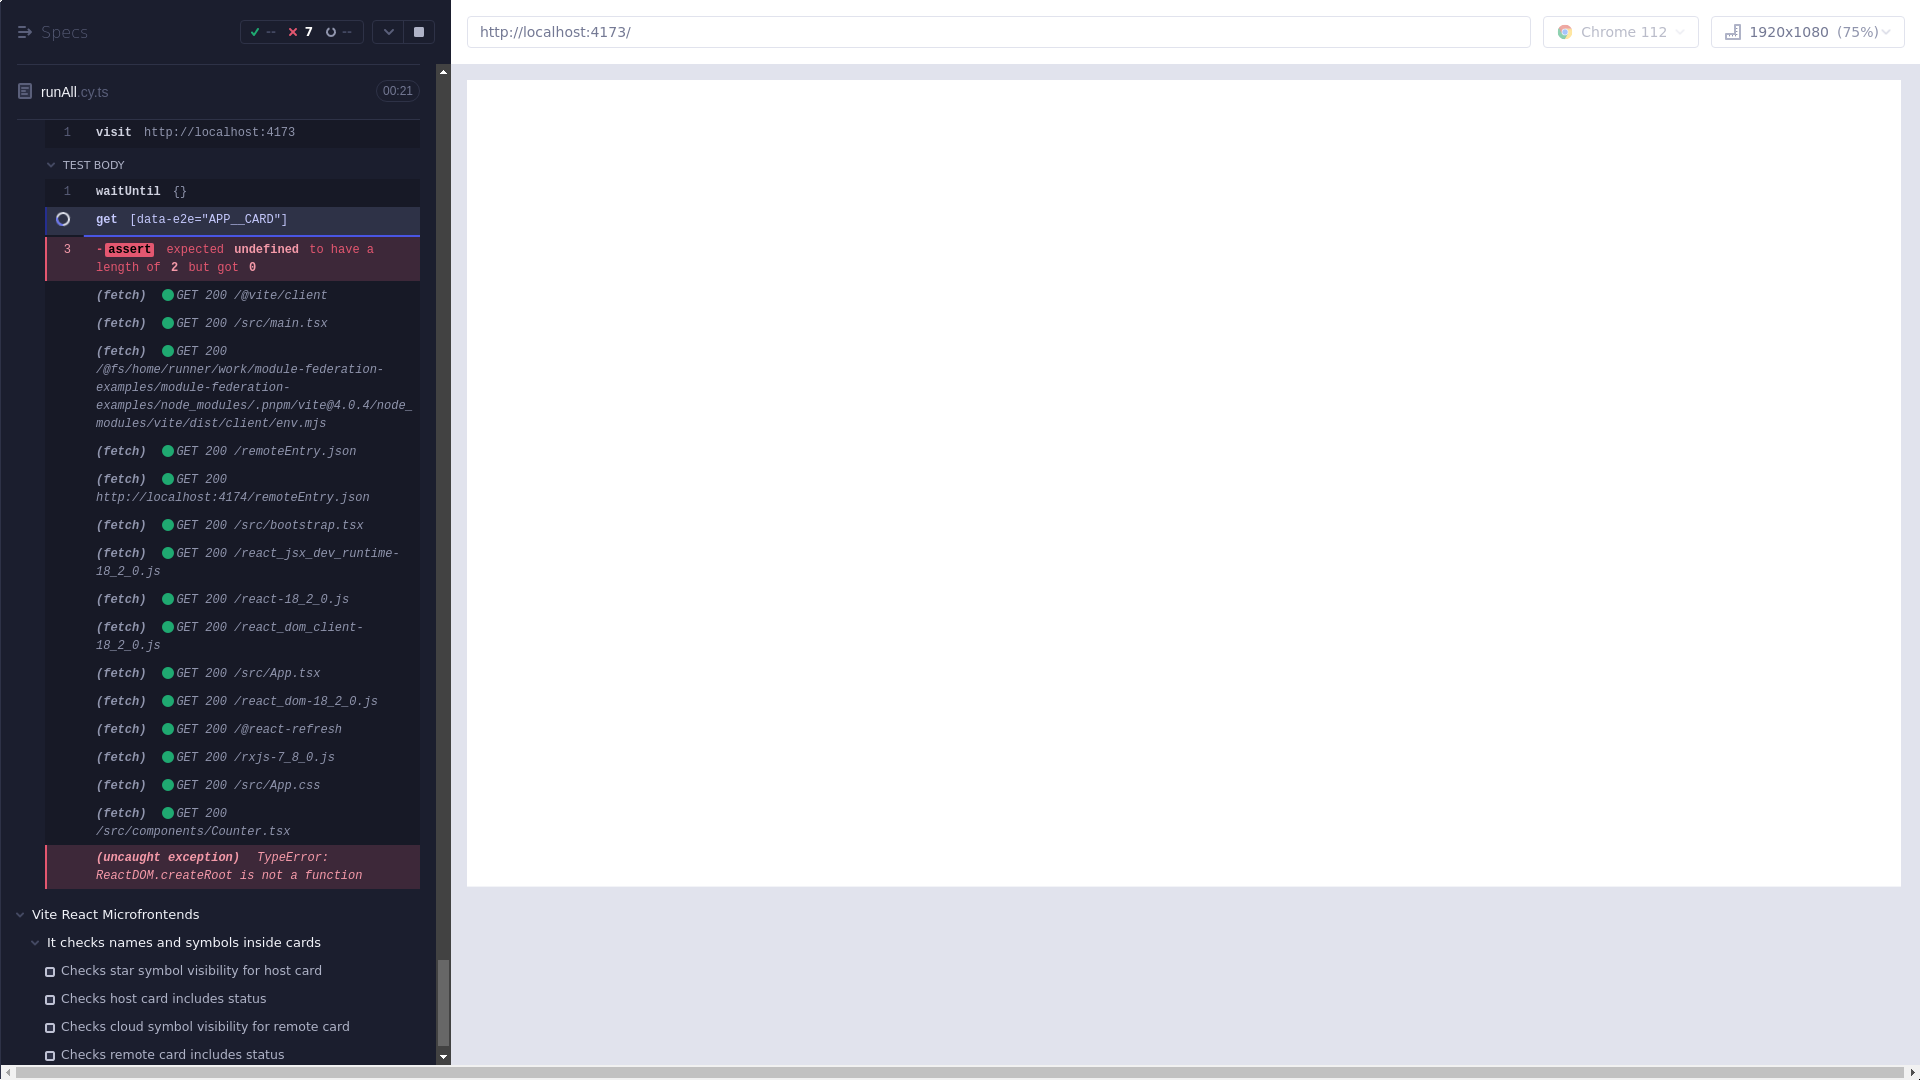 Specs
-- 7 --
runAll.cy.ts 00:21
1 visit http://localhost:4173
TEST BODY
1 waitUntil {}
get [data-e2e="APP__CARD"]
3 -assert expected undefined to have a
length of 2 but got 0
(fetch) GET 200 /@vite/client
(fetch) GET 200 /src/main.tsx
(fetch) GET 200
/@fs/home/runner/work/module-federation-
examples/module-federation-
examples/node_modules/.pnpm/vite@4.0.4/node_
modules/vite/dist/client/env.mjs
(fetch) GET 200 /remoteEntry.json
(fetch) GET 200
http://localhost:4174/remoteEntry.json
(fetch) GET 200 /src/bootstrap.tsx
(fetch) GET 200 /react_jsx_dev_runtime-
18_2_0.js
(fetch) GET 200 /react-18_2_0.js
(fetch) GET 200 /react_dom_client-
18_2_0.js
(fetch) GET 200 /src/App.tsx
(fetch) GET 200 /react_dom-18_2_0.js
(fetch) GET 200 /@react-refresh
(fetch) GET 200 /rxjs-7_8_0.js
(fetch) GET 200 /src/App.css
(fetch) GET 200
/src/components/Counter.tsx
(uncaught exception) TypeError:
ReactDOM.createRoot is not a function
Vite React Microfrontends
It checks names and symbols inside cards
Checks star symbol visibility for host card
Checks host card includes status
Checks cloud symbol visibility for remote card
Checks remote card includes status
http://localhost:4173/
Chrome 112
1920x1080 (75%)